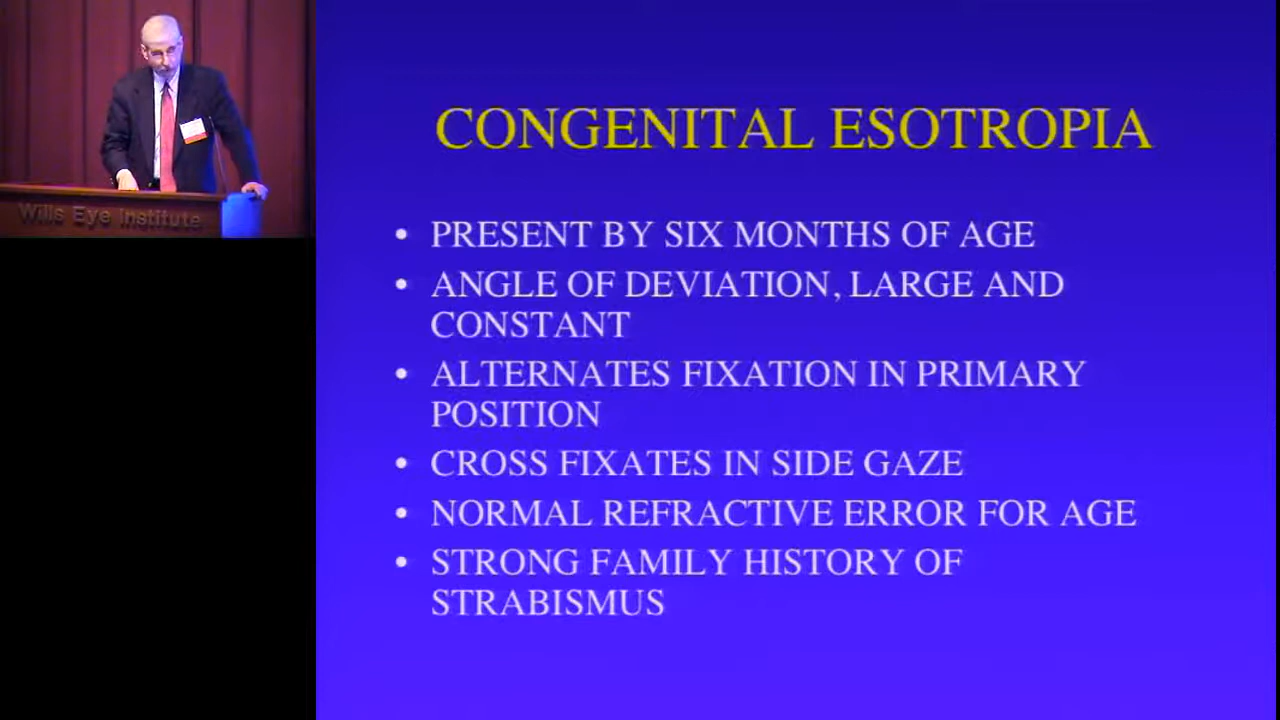 Wills Eye Institute
CONGENITAL ESOTROPIA
• PRESENT BY SIX MONTHS OF AGE
• ANGLE OF DEVIATION, LARGE AND
CONSTANT
• ALTERNATES FIXATION IN PRIMARY
POSITION
• CROSS FIXATES IN SIDE GAZE
• NORMAL REFRACTIVE ERROR FOR AGE
• STRONG FAMILY HISTORY OF
STRABISMUS